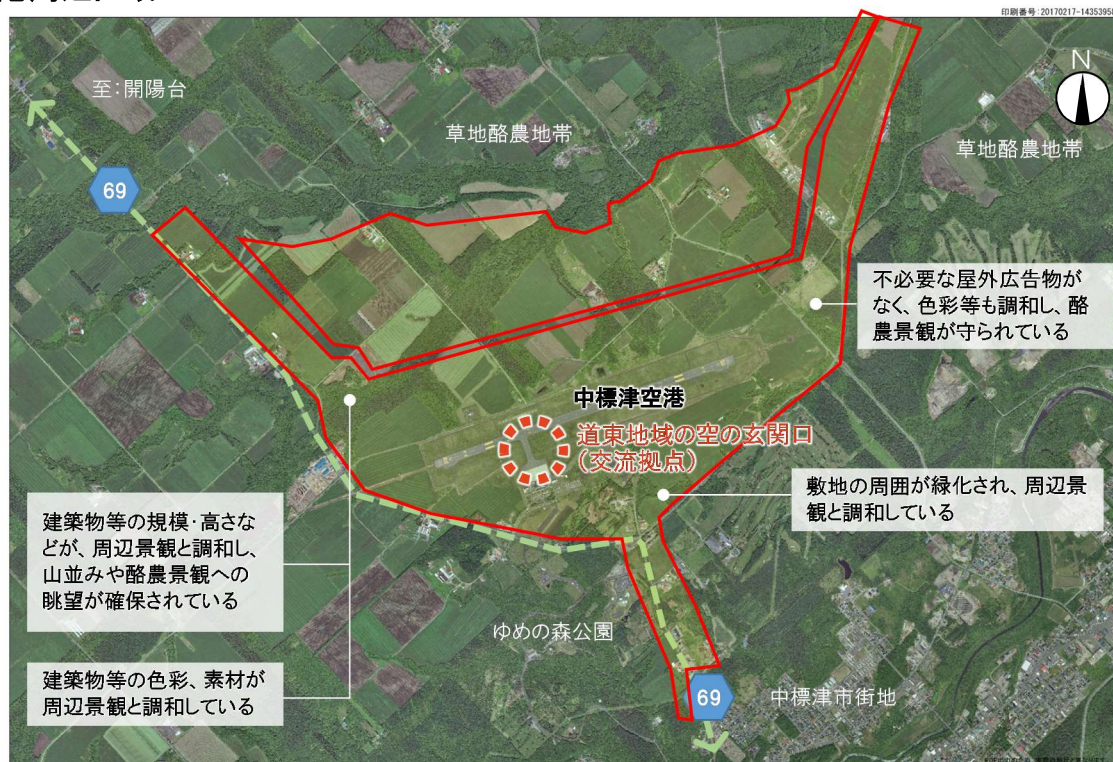 印刷番号:20170217-14353958
N
至:開陽台
草地酪農地帯
草地酪農地帯
69
不必要な屋外広告物が
なく、色彩等も調和し、酪
農景観が守られている
中標津空港
道東地域の空の玄関口
(交流拠点)
敷地の周囲が緑化され、周辺景
観と調和している
建築物等の規模・高さな
どが、周辺景観と調和し、
山並みや酪農景観への
眺望が確保されている
ゆめの森公園
建築物等の色彩、素材が
周辺景観と調和している
69
中標津市街地